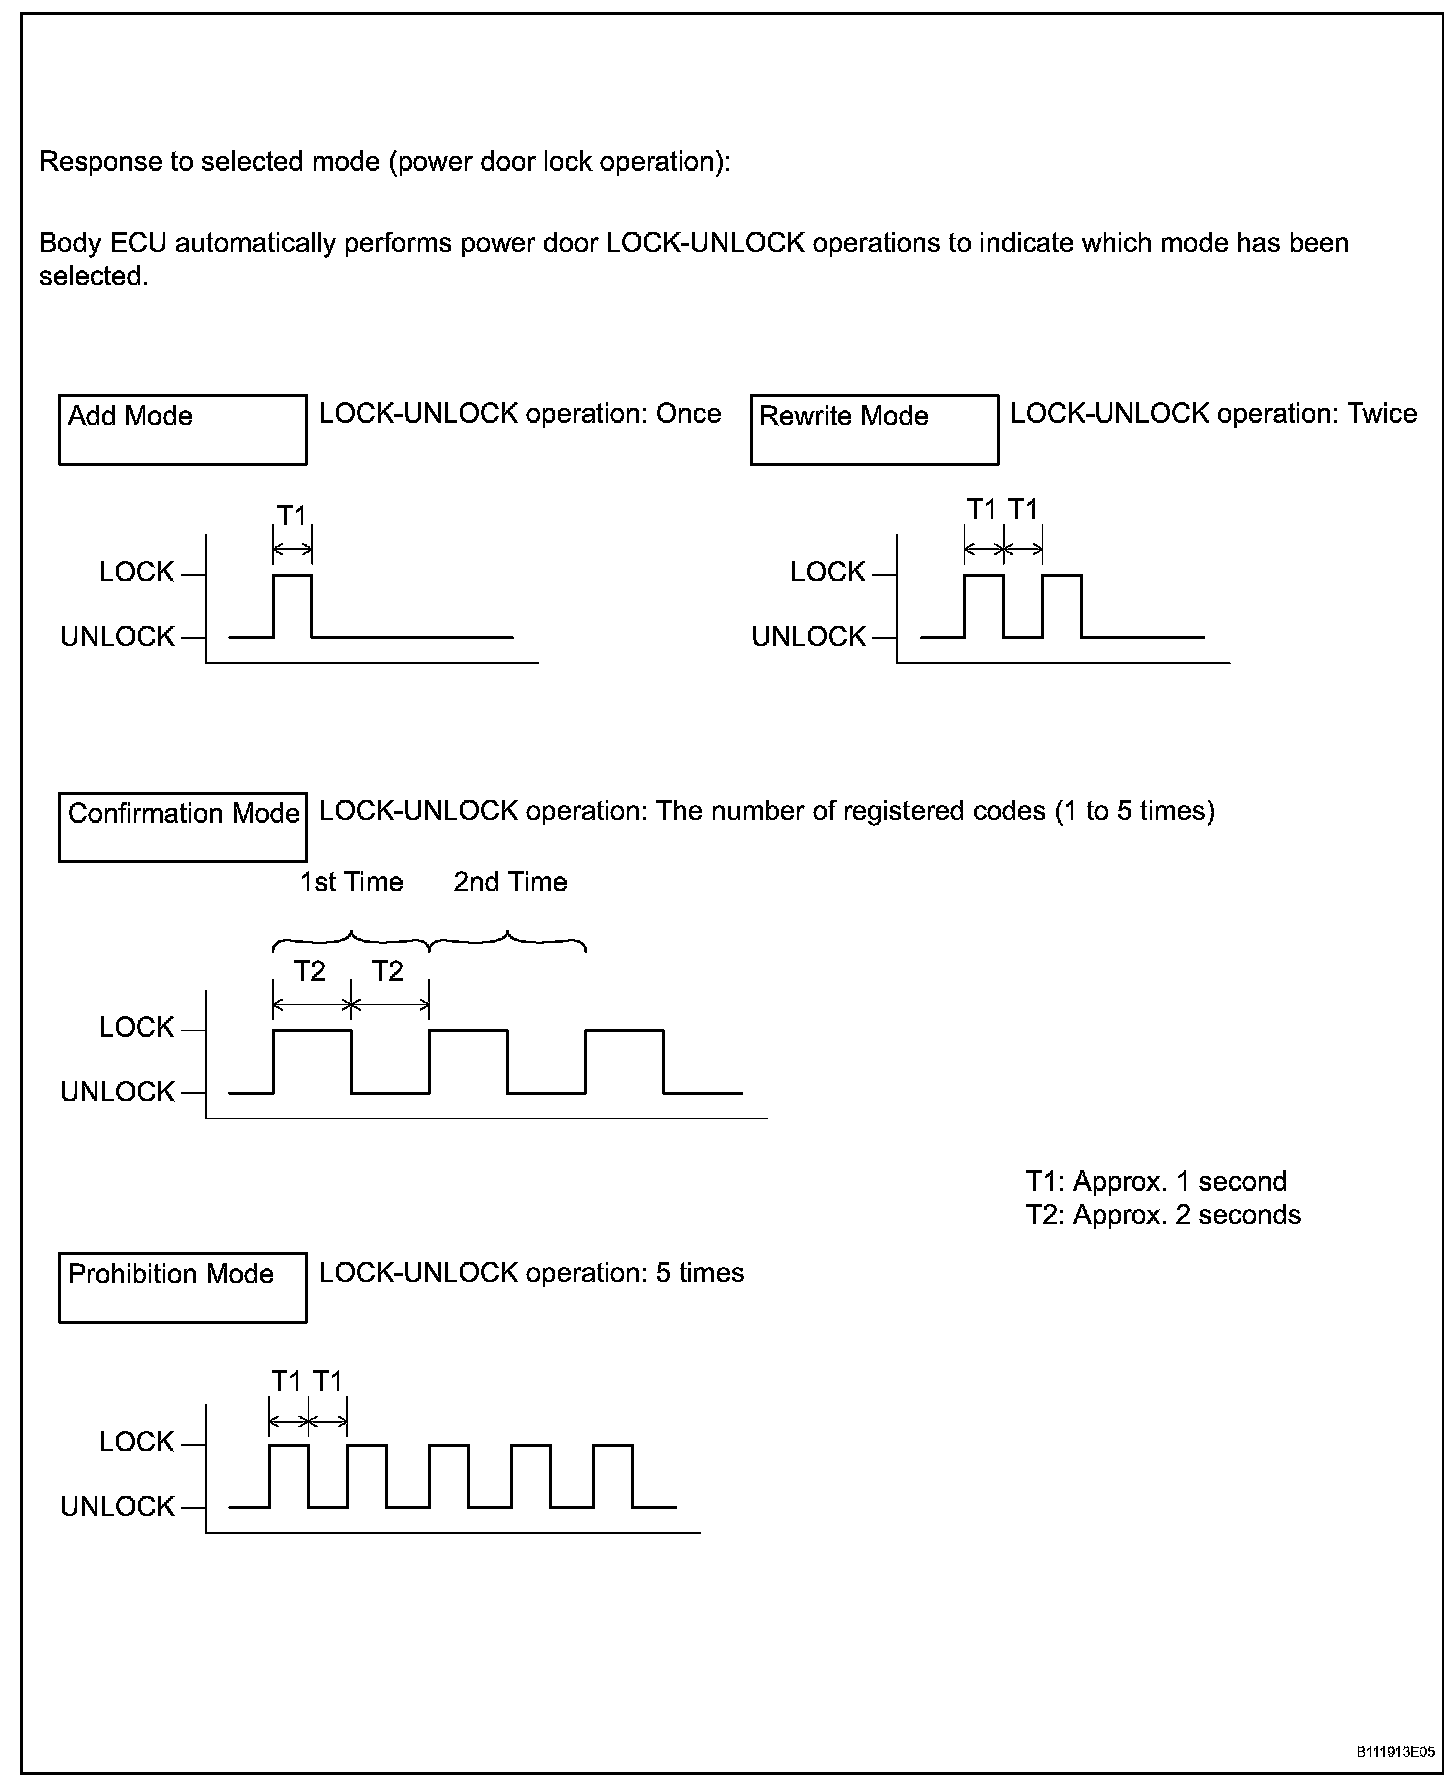 Response to selected mode (power door lock operation):
Body ECU automatically performs power door LOCK-UNLOCK operations to indicate which mode has been
selected.
Add Mode
LOCK-UNLOCK operation: Once
T1
LOCK
UNLOCK
Rewrite Mode
LOCK-UNLOCK operation: Twice
T1 T1
LOCK
UNLOCK
Confirmation Mode
LOCK-UNLOCK operation: The number of registered codes (1 to 5 times)
1st Time 2nd Time
T2 T2
LOCK
UNLOCK
T1: Approx. 1 second
T2: Approx. 2 seconds
Prohibition Mode
LOCK-UNLOCK operation: 5 times
T1 T1
LOCK
UNLOCK
B111913E05